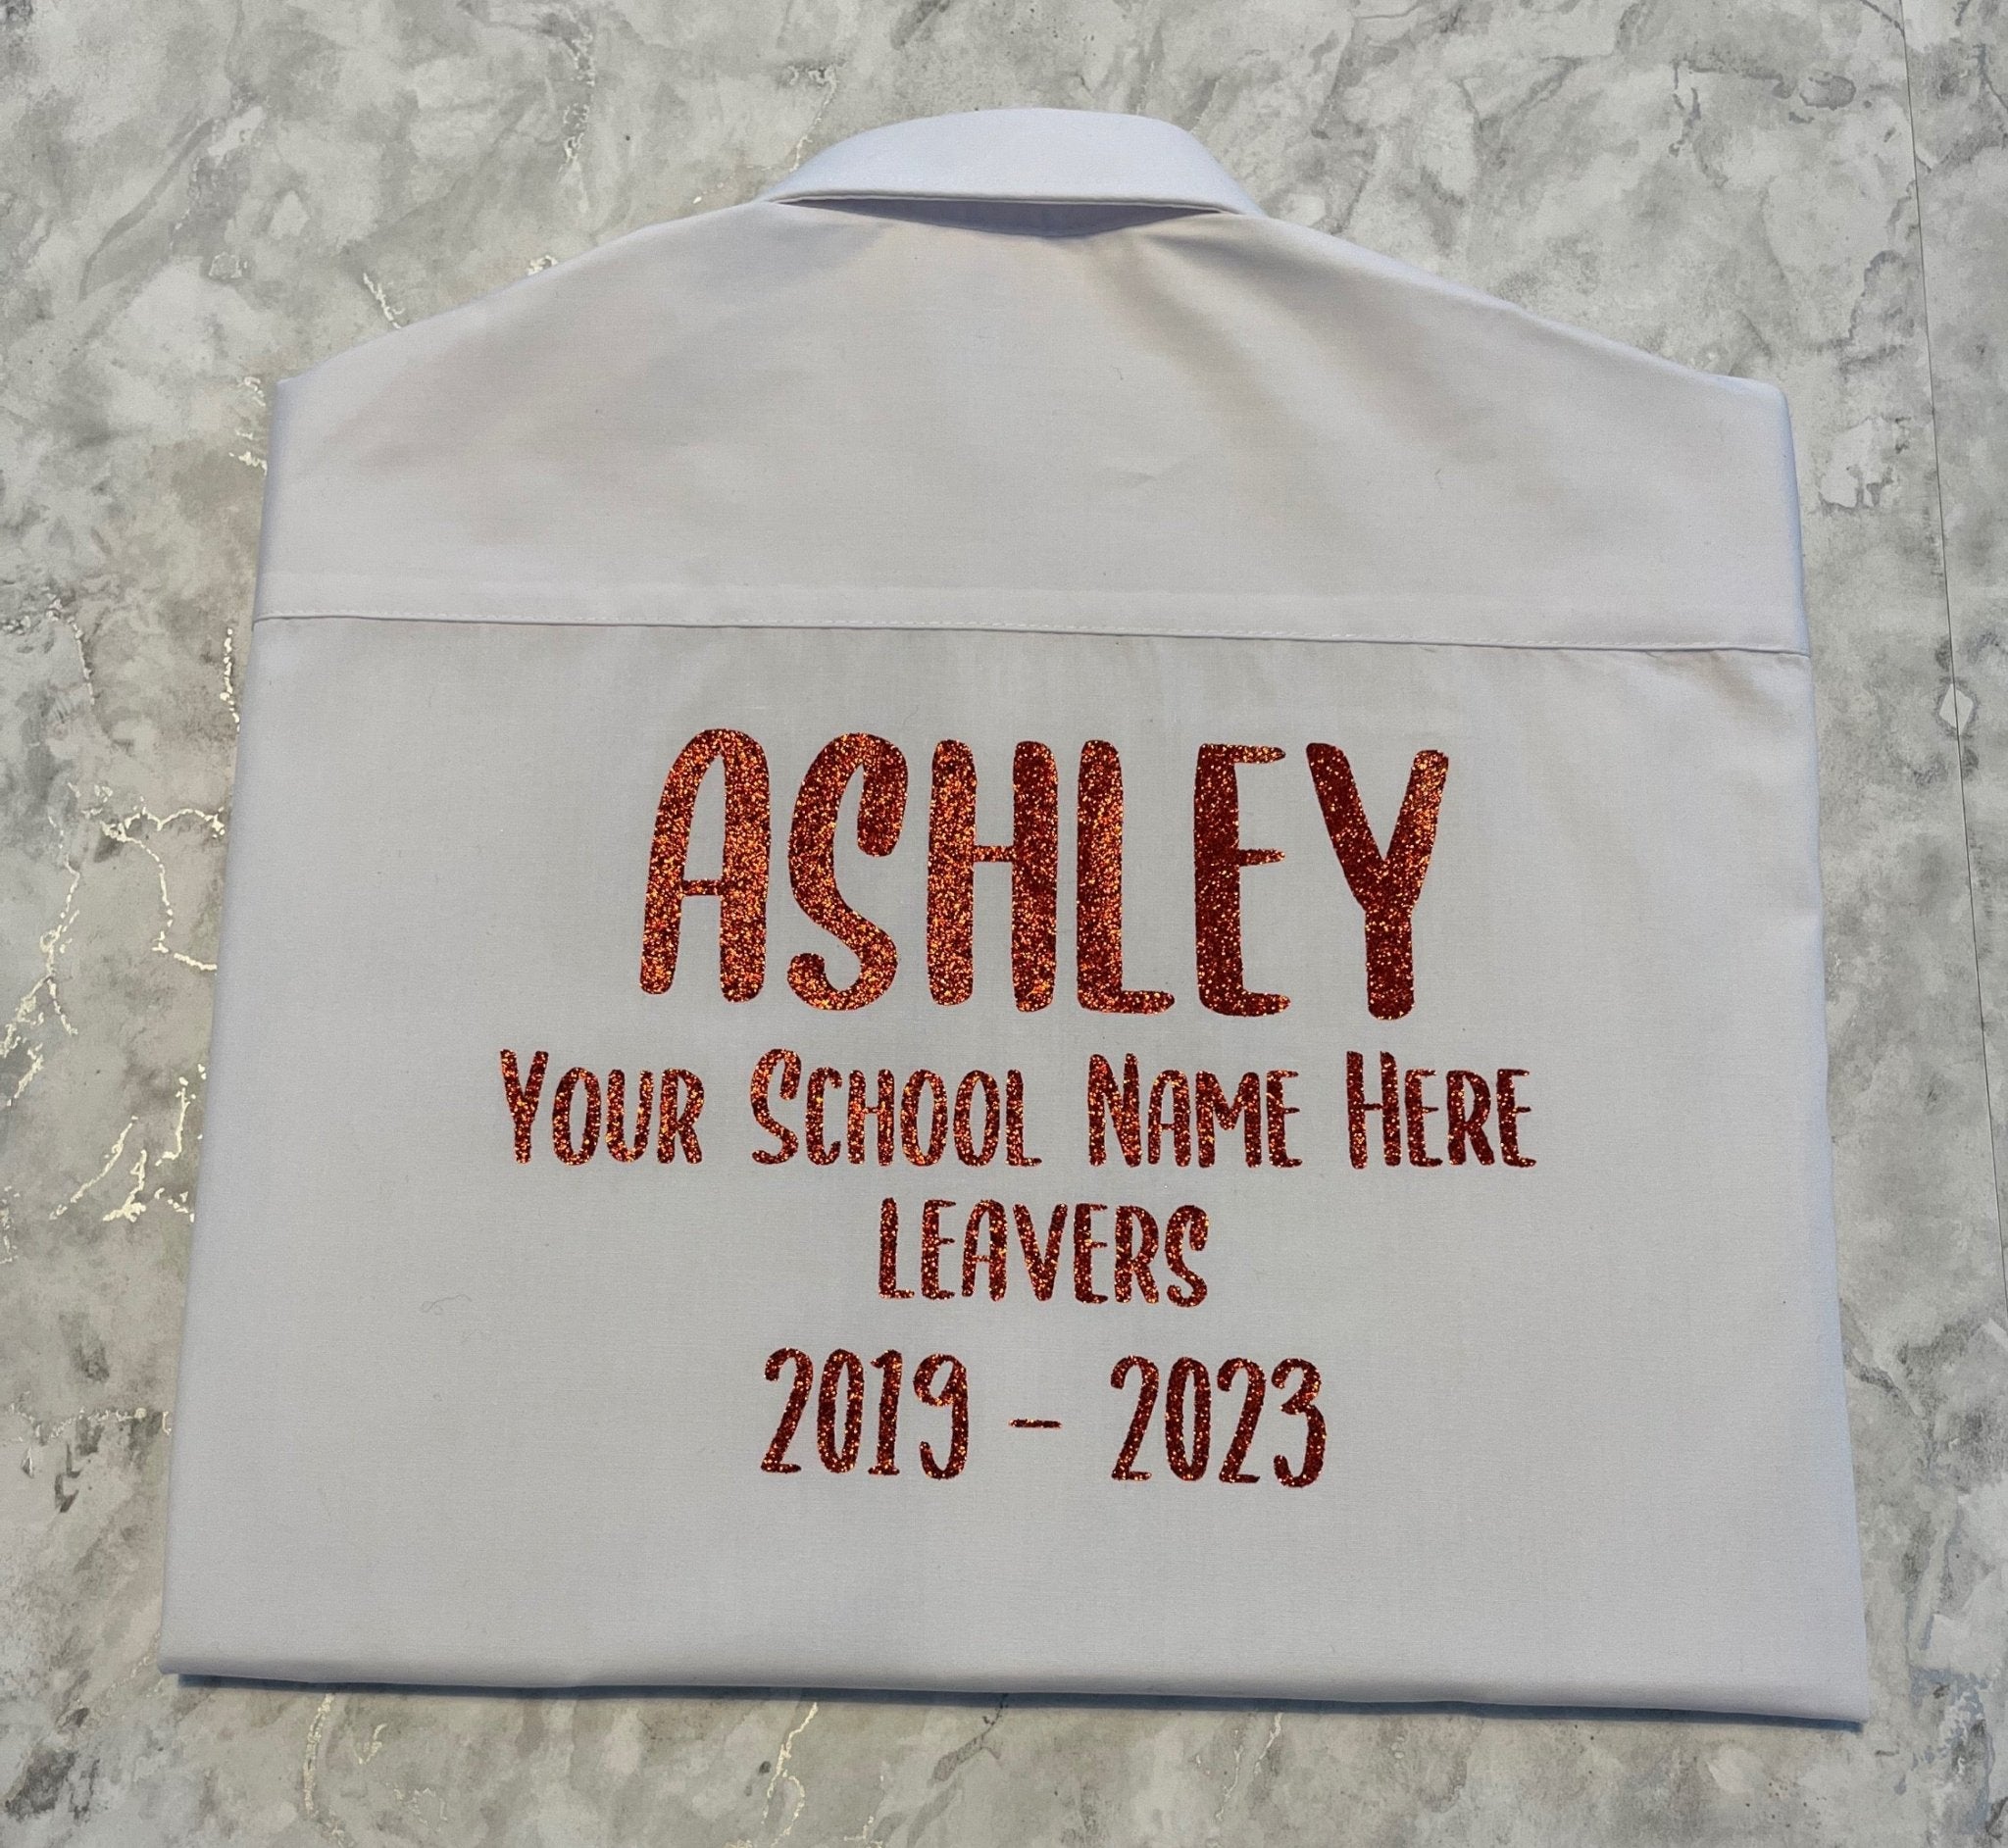 ASHLEY
YOUR SCHOOL NAME HERE
LEAVERS
2019 - 2023